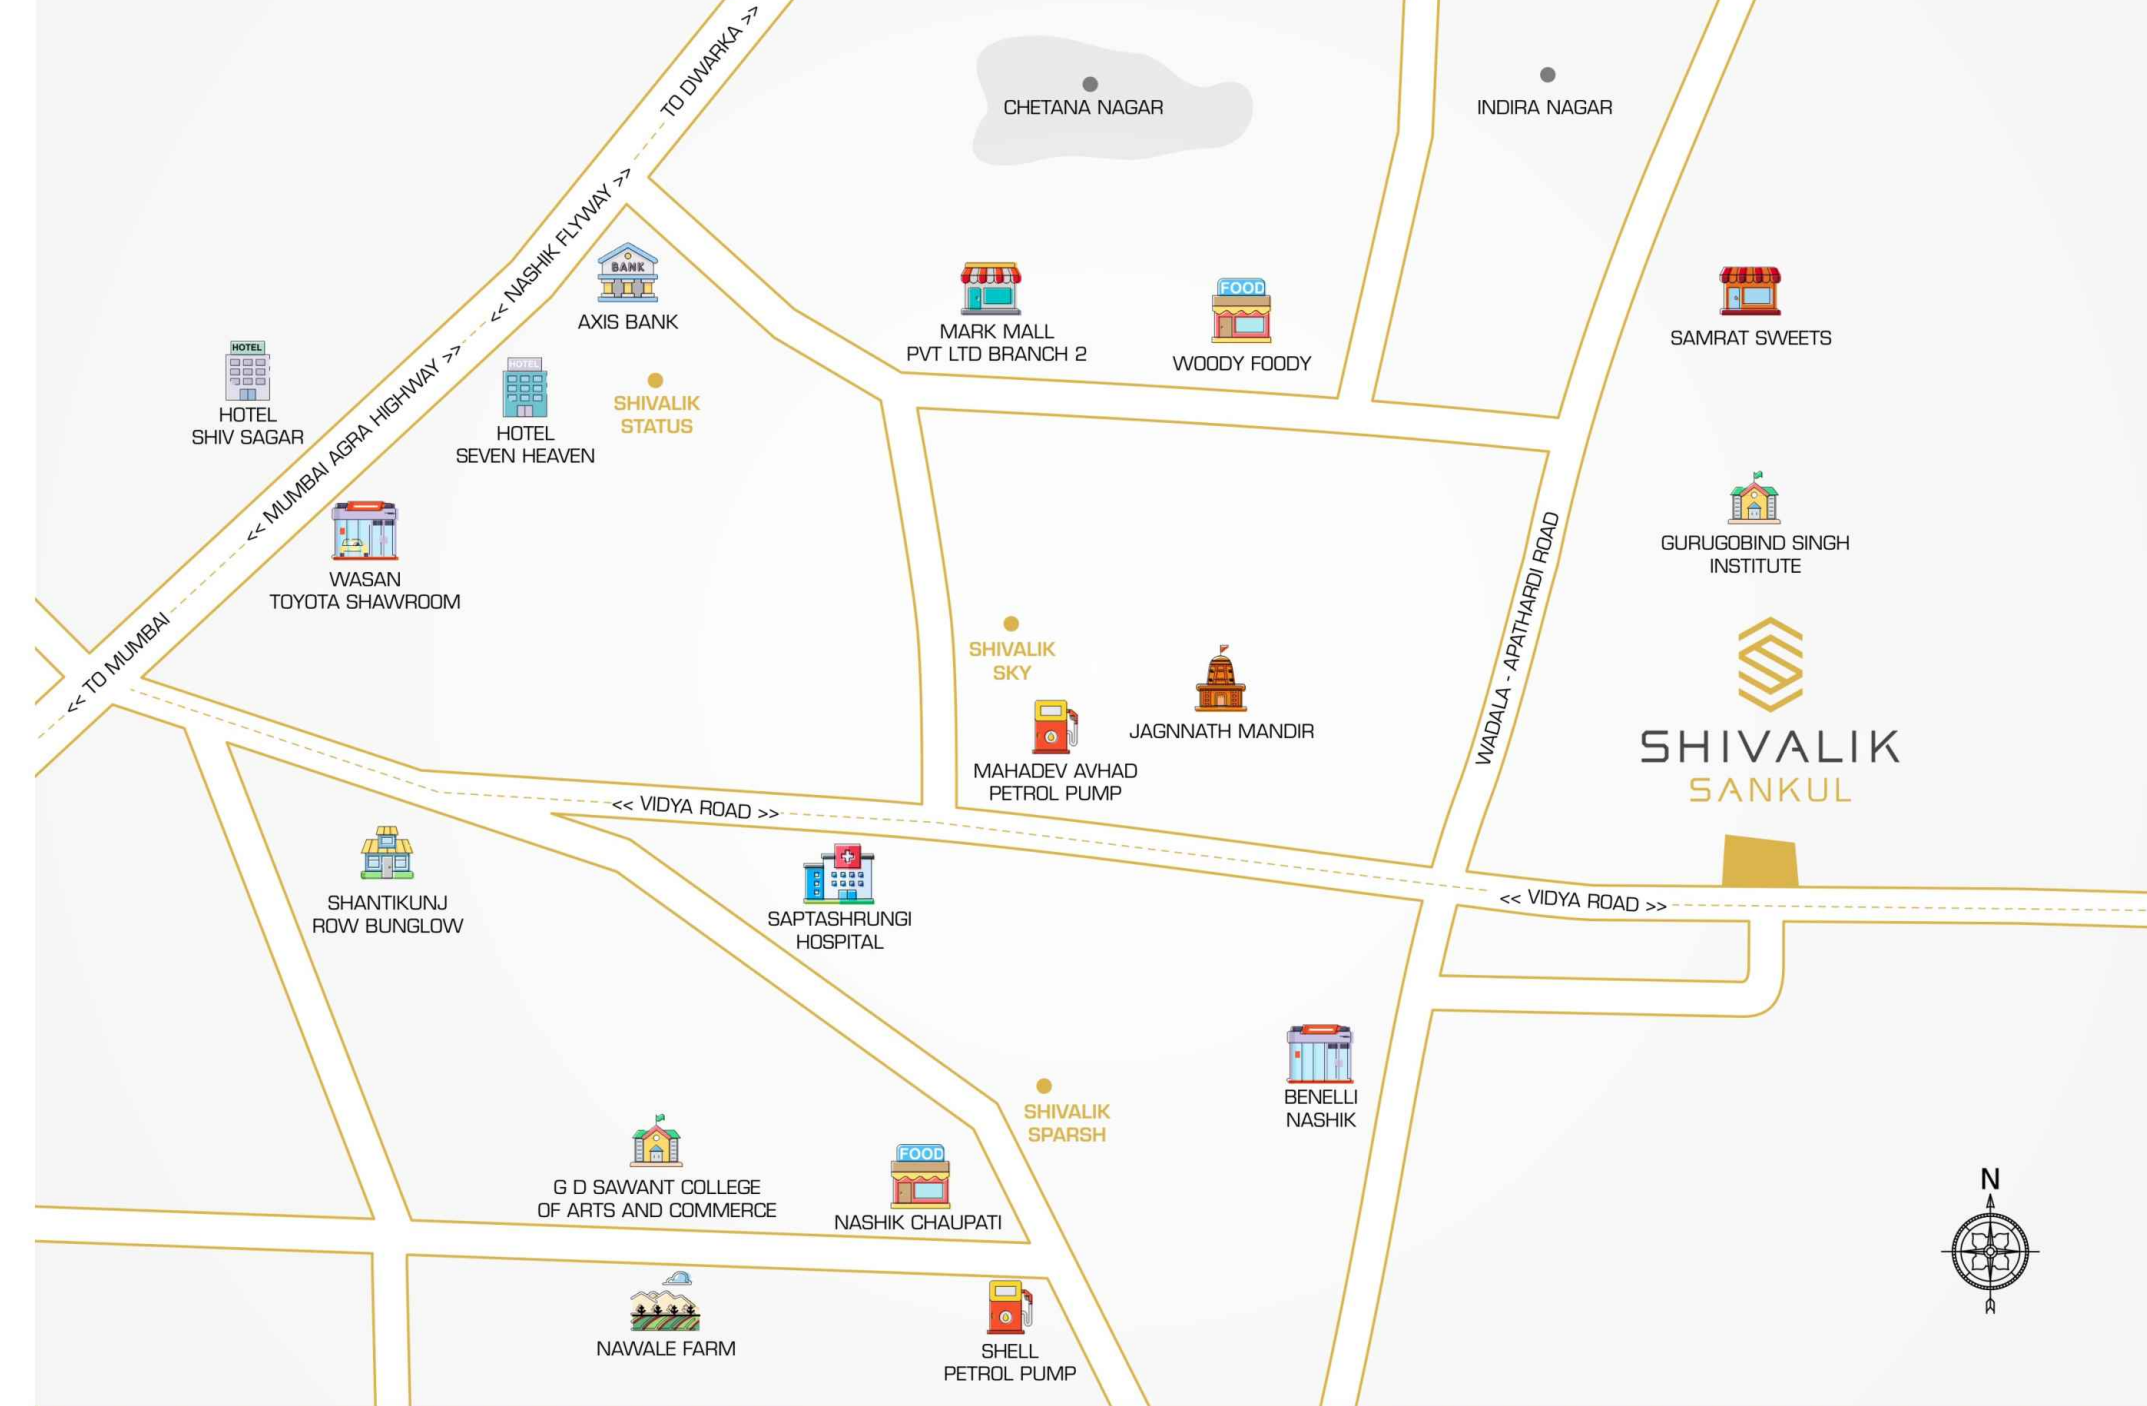 TO DWARKA >>
CHETANA NAGAR
INDIRA NAGAR
<< NASHIK FLYWAY >>
BANK
AXIS BANK
MARK MALL
PVT LTD BRANCH 2
FOOD
WOODY FOODY
SAMRAT SWEETS
HOTEL
HOTEL
SHIV SAGAR
<< MUMBAI AGRA HIGHWAY >>
HOTEL
HOTEL
SEVEN HEAVEN
SHIVALIK
STATUS
WASAN
TOYOTA SHAWROOM
GURUGOBIND SINGH
INSTITUTE
WADALA - APATHARDI ROAD
<< TO MUMBAI
SHIVALIK
SKY
JAGNNATH MANDIR
MAHADEV AVHAD
PETROL PUMP
SHIVALIK
SANKUL
<< VIDYA ROAD >>
SHANTIKUNJ
ROW BUNGLOW
SAPTASHRUNGI
HOSPITAL
<< VIDYA ROAD >>
BENELLI
NASHIK
SHIVALIK
SPARSH
G D SAWANT COLLEGE
OF ARTS AND COMMERCE
FOOD
NASHIK CHAUPATI
N
NAWALE FARM
SHELL
PETROL PUMP